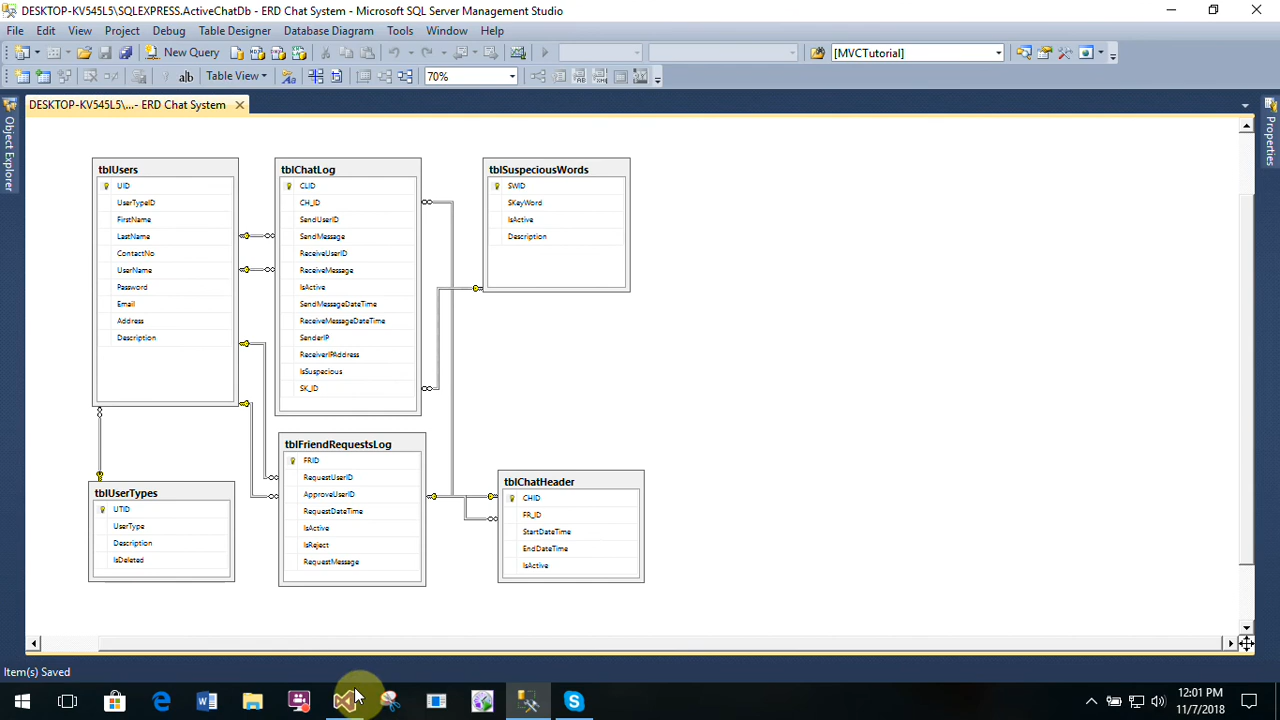 DESKTOP-KV545L5\SQLEXPRESS.ActiveChatDb - ERD Chat System - Microsoft SQL Server Management Studio
File Edit View Project Debug Table Designer Database Diagram Tools Window Help
New Query [MVCTutorial]
ab Table View 70%
DESKTOP-KV545L5\...- ERD Chat System
Object Explorer
Properties
tblUsers
UID
UserTypeID
FirstName
LastName
ContactNo
UserName
Password
Email
Address
Description
tblChatLog
CLID
CH_ID
SendUserID
SendMessage
ReceiveUserID
ReceiveMessage
IsActive
SendMessageDateTime
ReceiveMessageDateTime
SenderIP
ReceiverIPAddress
IsSuspecious
SK_ID
tblSuspeciousWords
SWID
SKeyWord
IsActive
Description
tblUserTypes
UTID
UserType
Description
IsDeleted
tblFriendRequestsLog
FRID
RequestUserID
ApproveUserID
RequestDateTime
IsActive
IsReject
RequestMessage
tblChatHeader
CHID
FR_ID
StartDateTime
EndDateTime
IsActive
Item(s) Saved
12:01 PM
11/7/2018